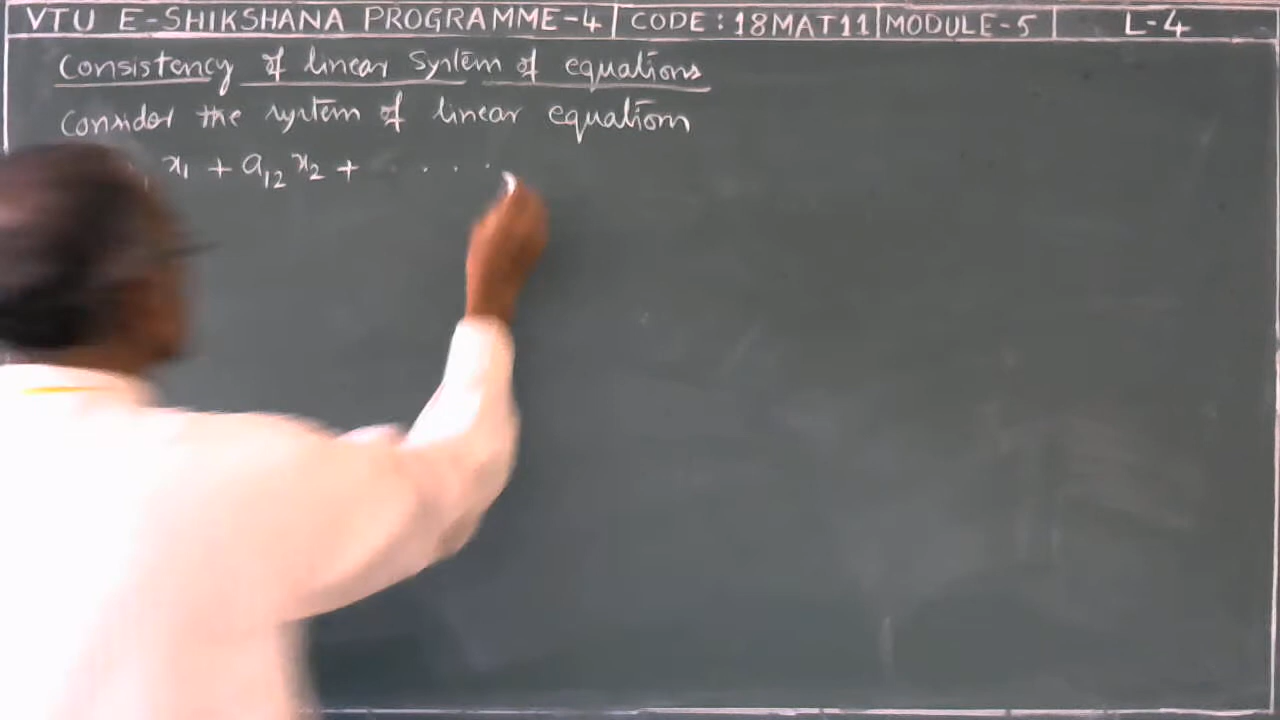 VTU E-SHIKSHANA PROGRAMME-4 CODE: 18MAT11 MODULE-5 L-4
Consistency of linear System of equations
Consider the system of linear equations
x₁ + a₁₂ x₂ + . . . .